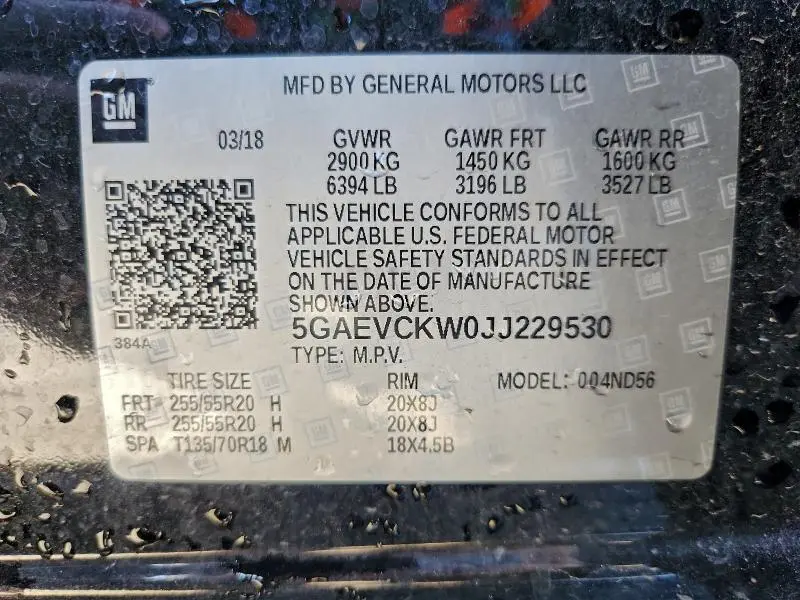 GM
MFD BY GENERAL MOTORS LLC
03/18 GVWR GAWR FRT GAWR RR
2900 KG 1450 KG 1600 KG
6394 LB 3196 LB 3527 LB
THIS VEHICLE CONFORMS TO ALL
APPLICABLE U.S. FEDERAL MOTOR
VEHICLE SAFETY STANDARDS IN EFFECT
ON THE DATE OF MANUFACTURE
SHOWN ABOVE.
384A
5GAEVCKW0JJ229530
TYPE: M.P.V.
TIRE SIZE RIM MODEL: 004ND56
FRT 255/55R20 H 20X8J
RR 255/55R20 H 20X8J
SPA T135/70R18 M 18X4.5B